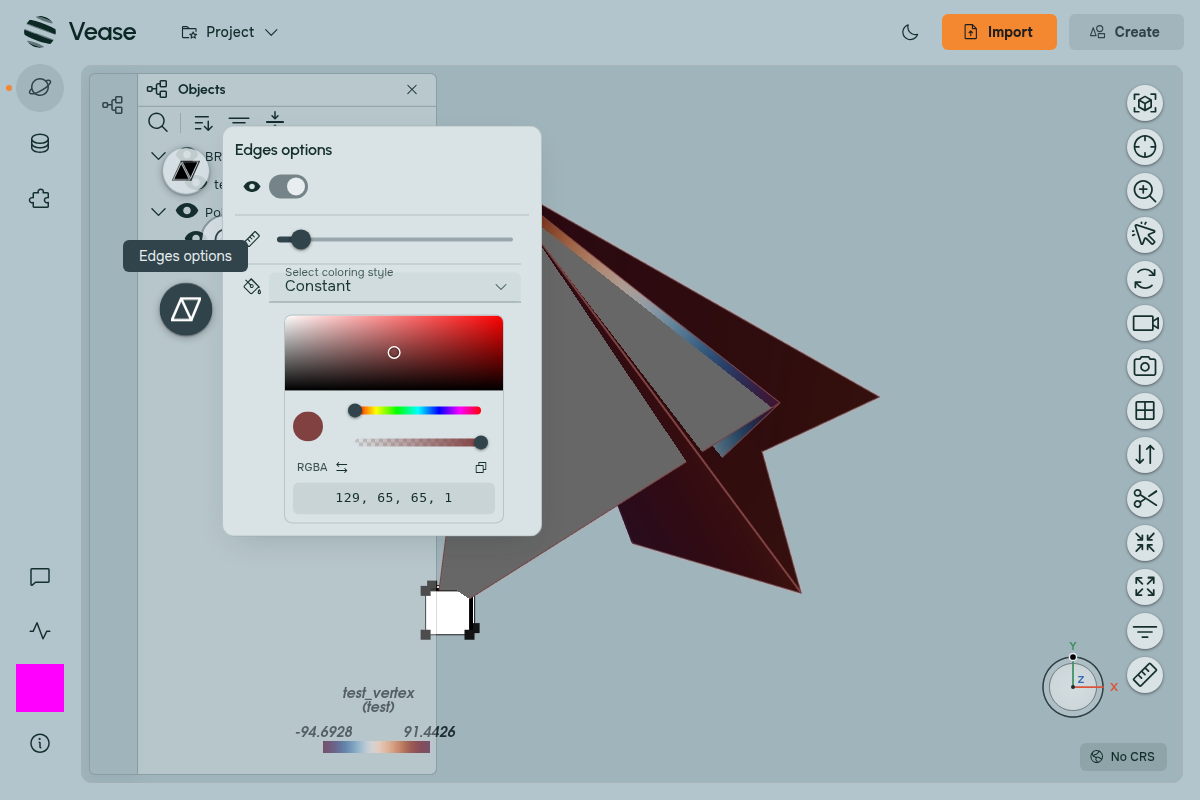 Vease
Project
Import
Create
Objects
BR
te
Po
Edges options
Edges options
Select coloring style
Constant
RGBA
129, 65, 65, 1
test_vertex
(test)
-94.6928 91.4426
Y
Z
X
No CRS